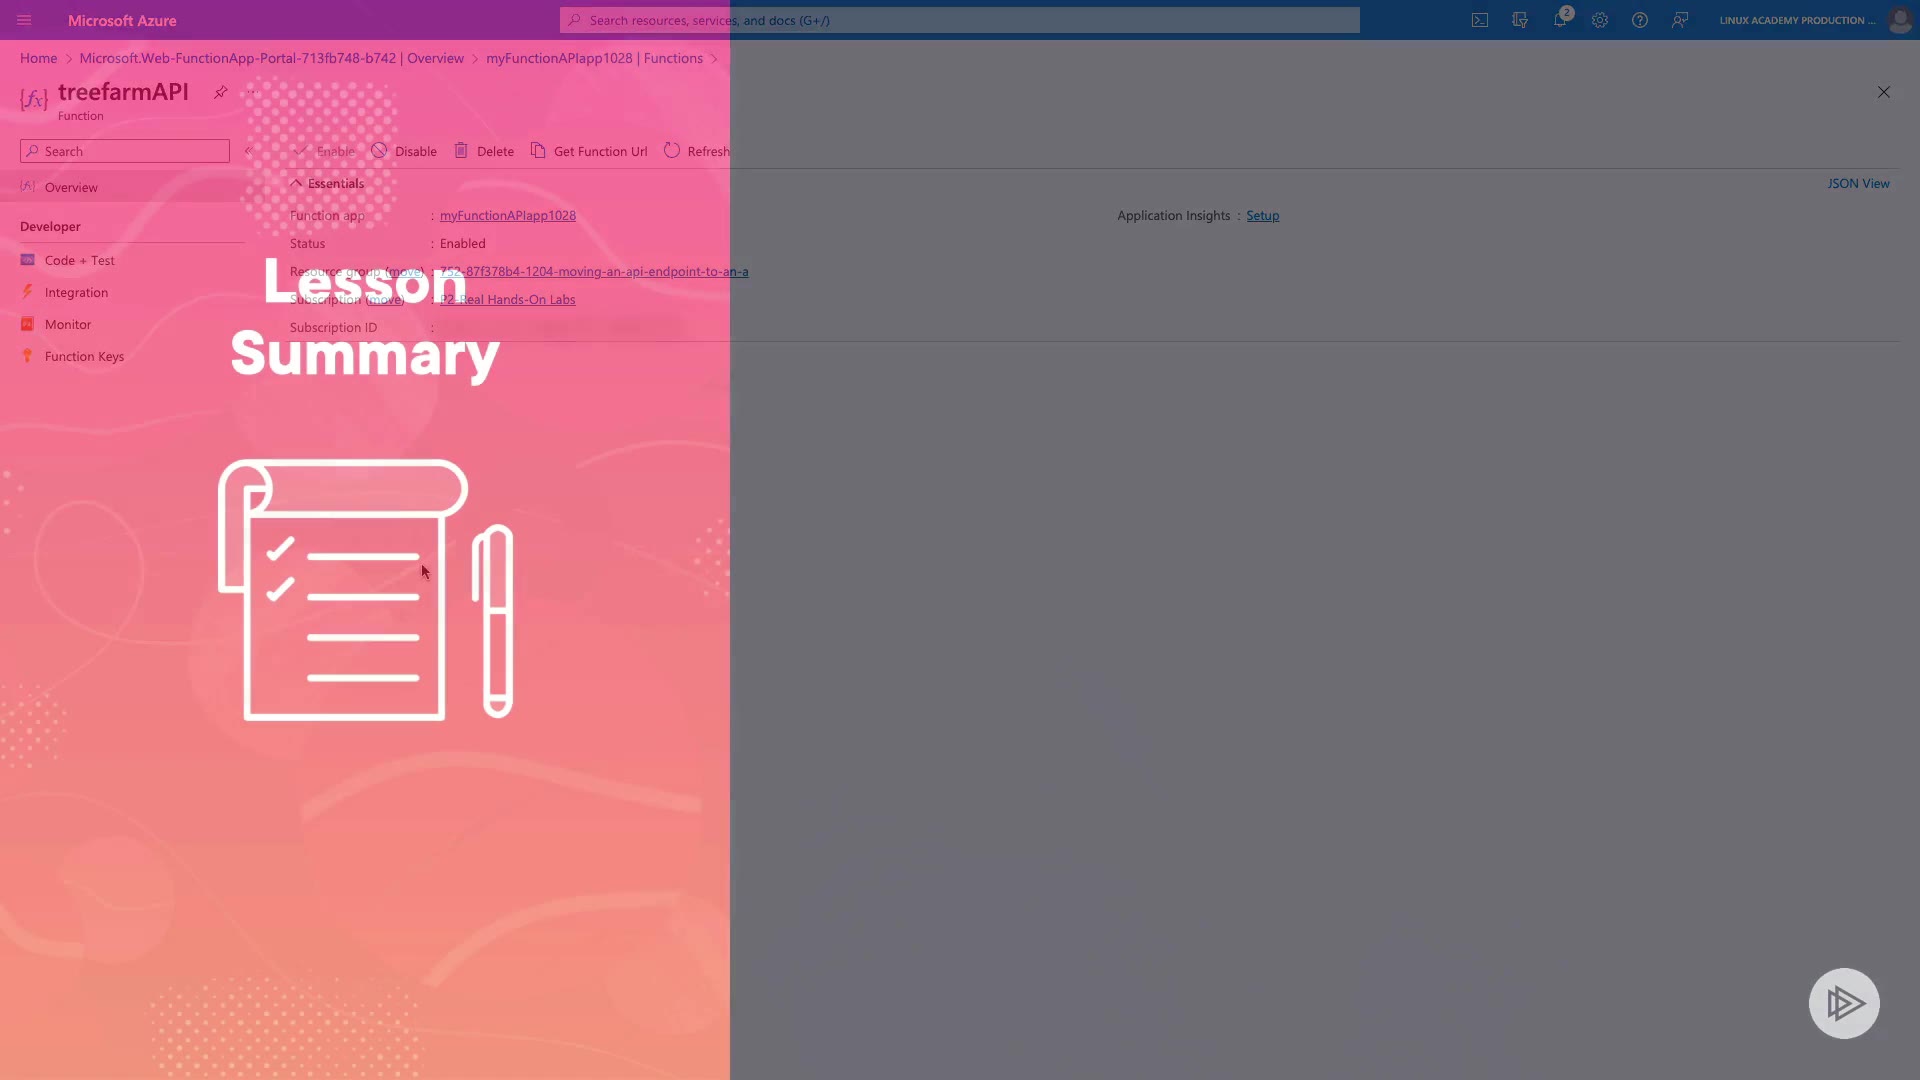 Microsoft Azure
Search resources, services, and docs (G+/)
2
LINUX ACADEMY PRODUCTION ...
Home > Microsoft.Web-FunctionApp-Portal-713fb748-b742 | Overview > myFunctionAPIapp1028 | Functions >
{fx} treefarmAPI ...
Function
Search «
Enable Disable Delete Get Function Url Refresh
Overview
Essentials
JSON View
Function app : myFunctionAPIapp1028
Application Insights : Setup
Developer
Status : Enabled
Code + Test
Resource group (move) : 752-87f378b4-1204-moving-an-api-endpoint-to-an-a
Integration
Subscription (move) : P2-Real Hands-On Labs
Monitor
Subscription ID :
Function Keys
Lesson
Summary